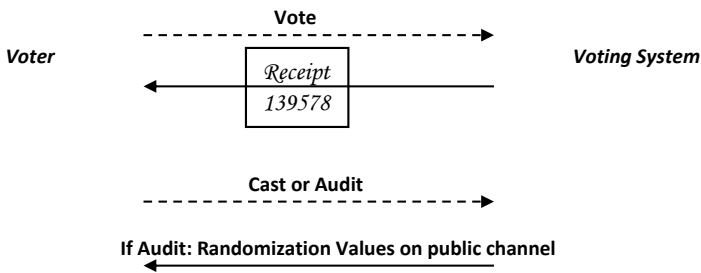 Vote
Voter
Voting System
Receipt
139578
Cast or Audit
If Audit: Randomization Values on public channel